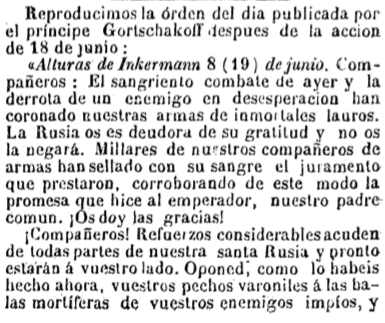 Reproducimos la órden del dia publicada por
el príncipe Gortschakoff despues de la accion
de 18 de junio :
«Alturas de Inkermann 8 (19) de junio. Com-
pañeros : El sangriento combate de ayer y la
derrota de un enemigo en desesperacion han
coronado nuestras armas de inmortales lauros.
La Rusia os es deudora de su gratitud y no os
la negará. Millares de nuestros compañeros de
armas han sellado con su sangre el juramento
que prestaron, corroborando de este modo la
promesa que hice al emperador, nuestro padre
comun. ¡Os doy las gracias!
¡Compañeros! Refuerzos considerables acuden
de todas partes de nuestra santa Rusia y pronto
estarán á vuestro lado. Oponed, como lo habeis
hecho ahora, vuestros pechos varoniles á las ba-
las mortíferas de vuestros enemigos impíos, y